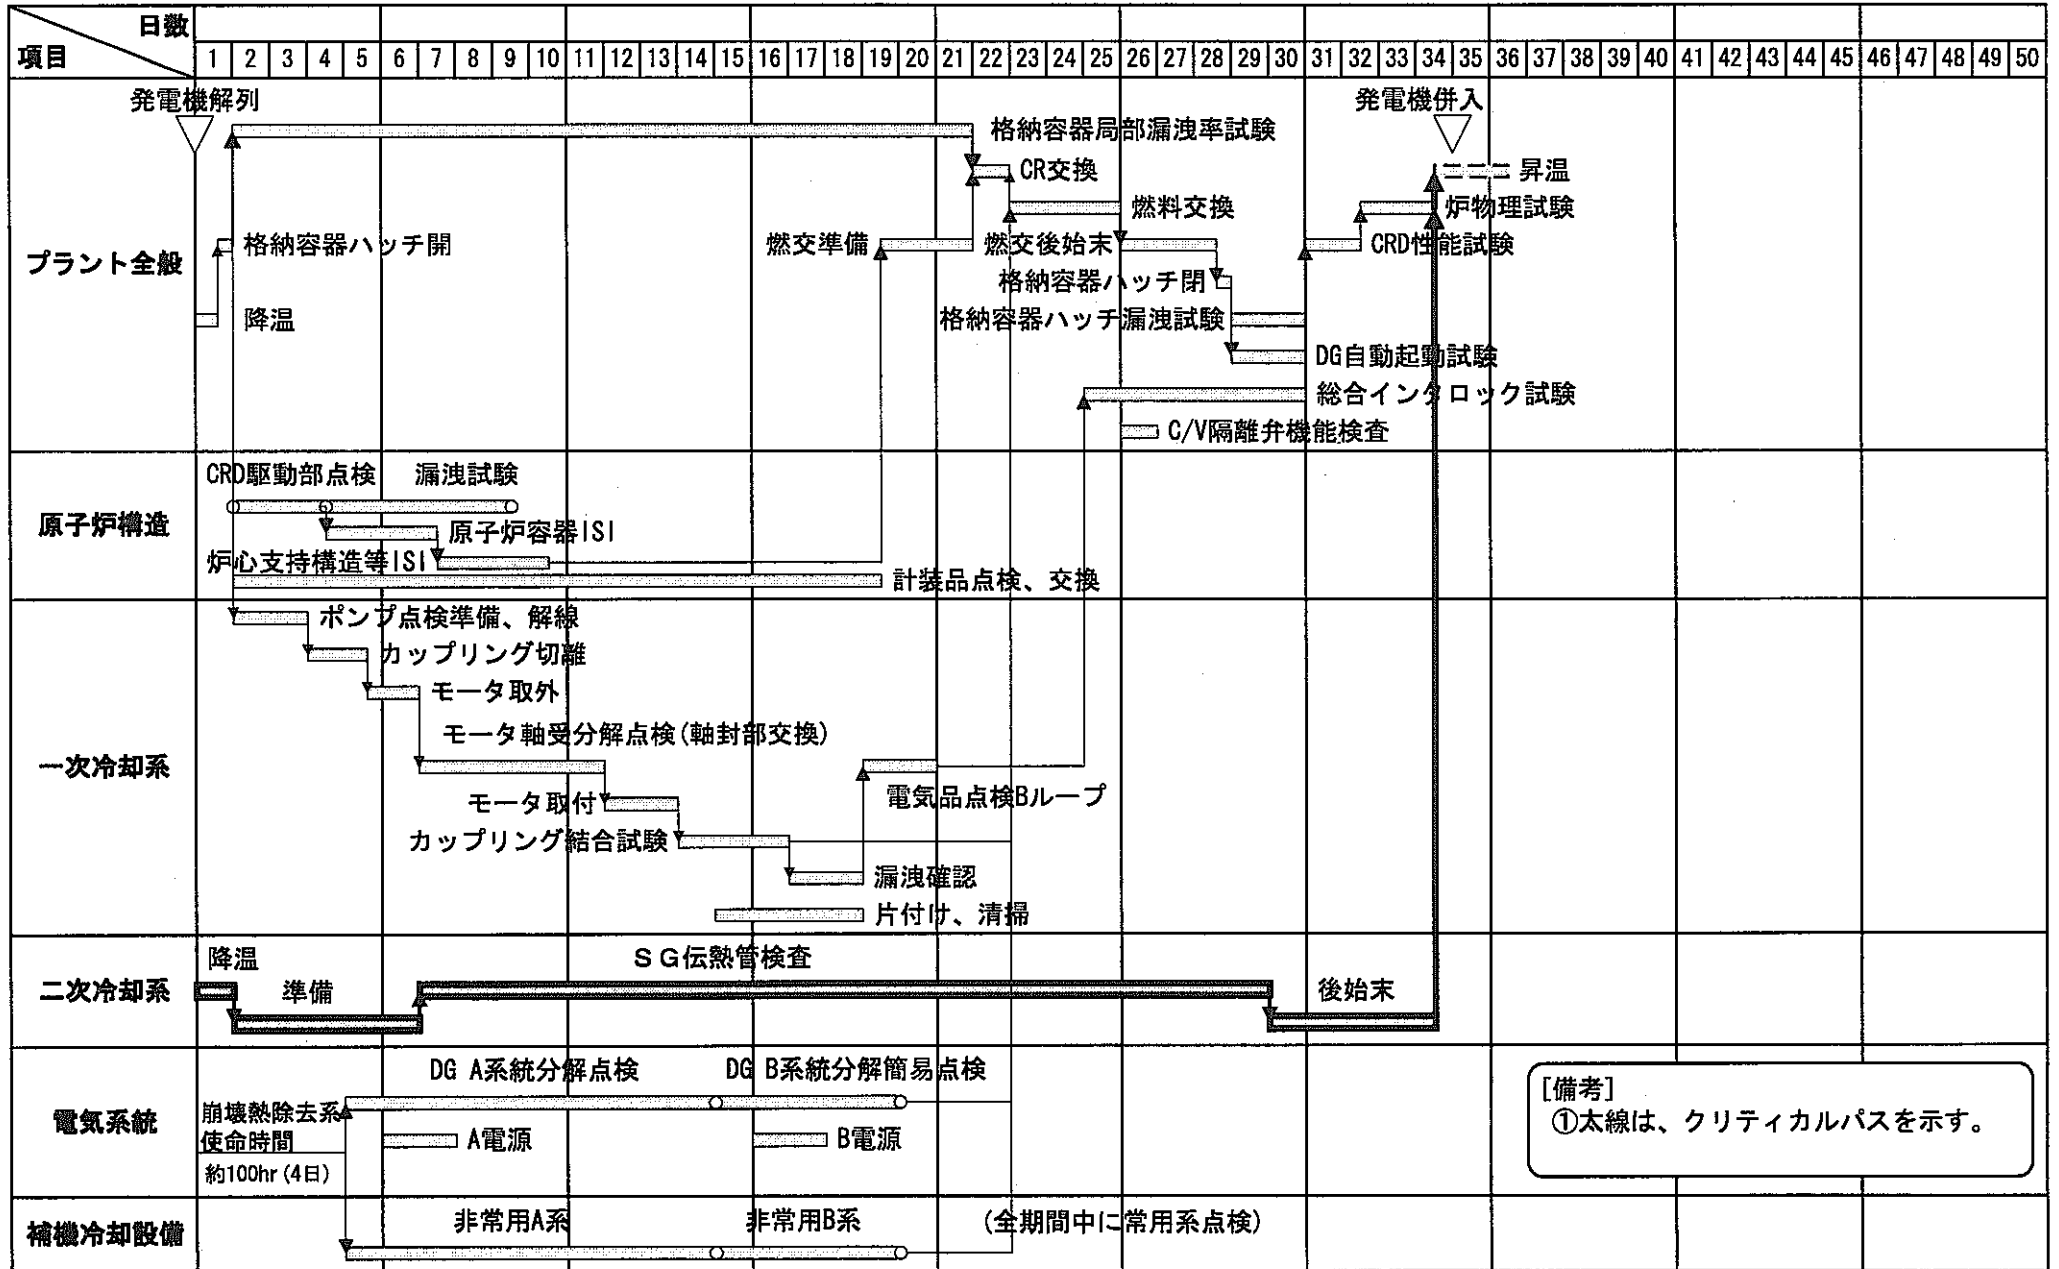 日数
項目
1 2 3 4 5 6 7 8 9 10 11 12 13 14 15 16 17 18 19 20 21 22 23 24 25 26 27 28 29 30 31 32 33 34 35 36 37 38 39 40 41 42 43 44 45 46 47 48 49 50
プラント全般
発電機解列
発電機併入
格納容器局部漏洩率試験
CR交換
昇温
燃料交換
炉物理試験
格納容器ハッチ開
燃交準備
燃交後始末
CRD性能試験
格納容器ハッチ閉
降温
格納容器ハッチ漏洩試験
DG自動起動試験
総合インタロック試験
C/V隔離弁機能検査
原子炉構造
CRD駆動部点検
漏洩試験
原子炉容器ISI
炉心支持構造等ISI
計装品点検、交換
一次冷却系
ポンプ点検準備、解線
カップリング切離
モータ取外
モータ軸受分解点検(軸封部交換)
モータ取付
電気品点検Bループ
カップリング結合試験
漏洩確認
片付け、清掃
二次冷却系
降温
準備
SG伝熱管検査
後始末
電気系統
崩壊熱除去系
使命時間
約100hr(4日)
DG A系統分解点検
DG B系統分解簡易点検
A電源
B電源
[備考]
①太線は、クリティカルパスを示す。
補機冷却設備
非常用A系
非常用B系
(全期間中に常用系点検)